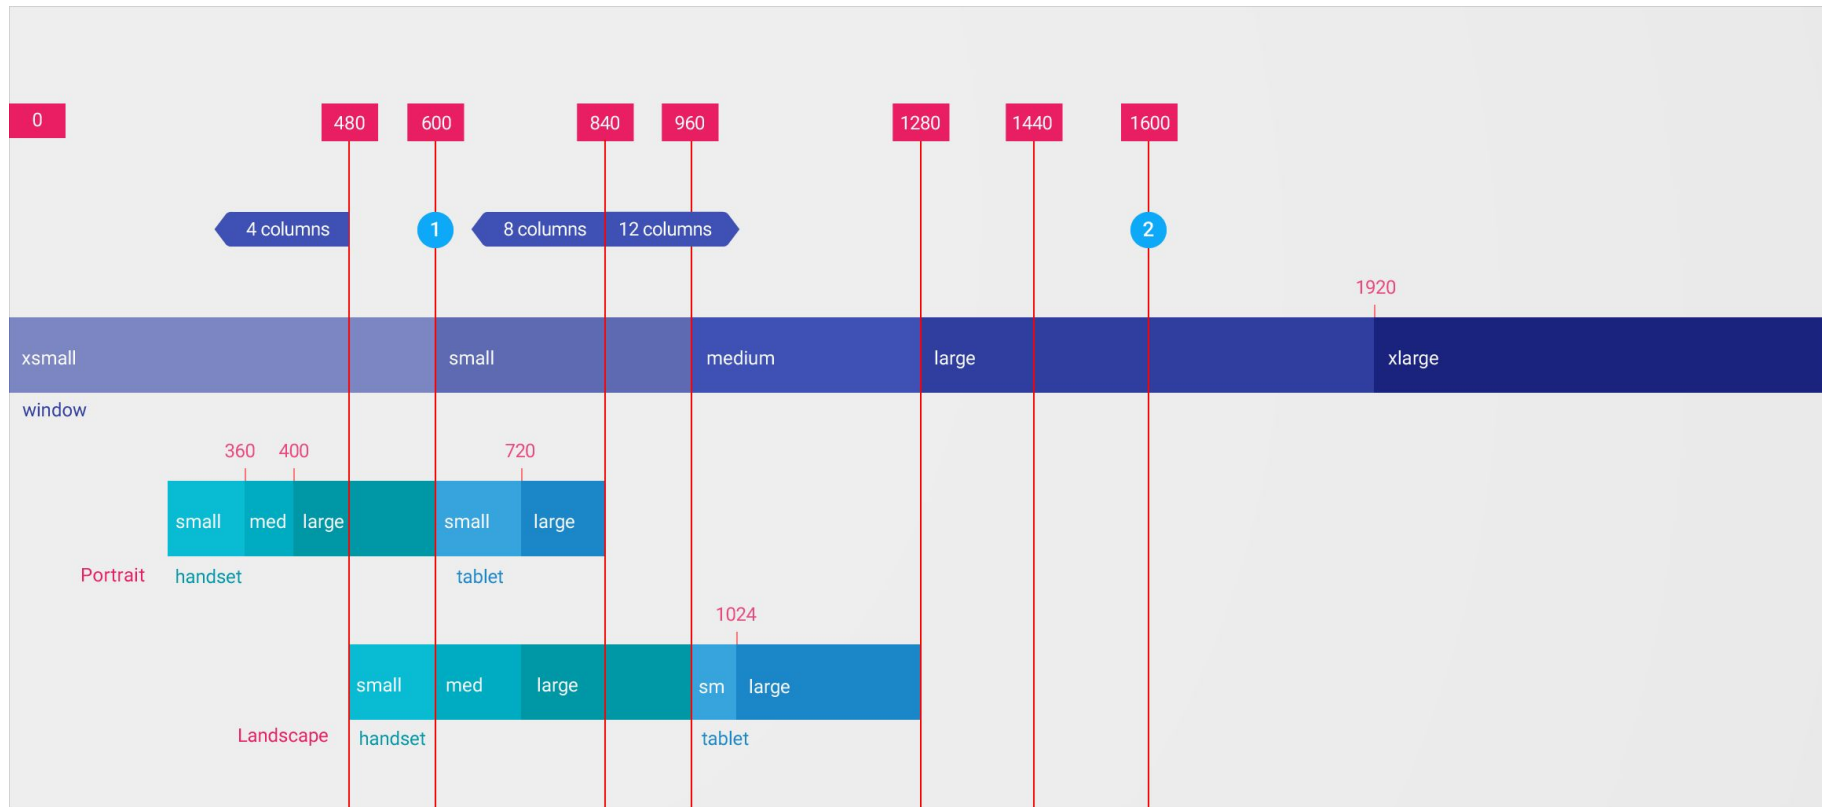 0
480
600
840
960
1280
1440
1600
4 columns
1
8 columns
12 columns
2
1920
xsmall
small
medium
large
xlarge
window
360
400
720
small
med
large
small
large
Portrait
handset
tablet
1024
small
med
large
sm
large
Landscape
handset
tablet